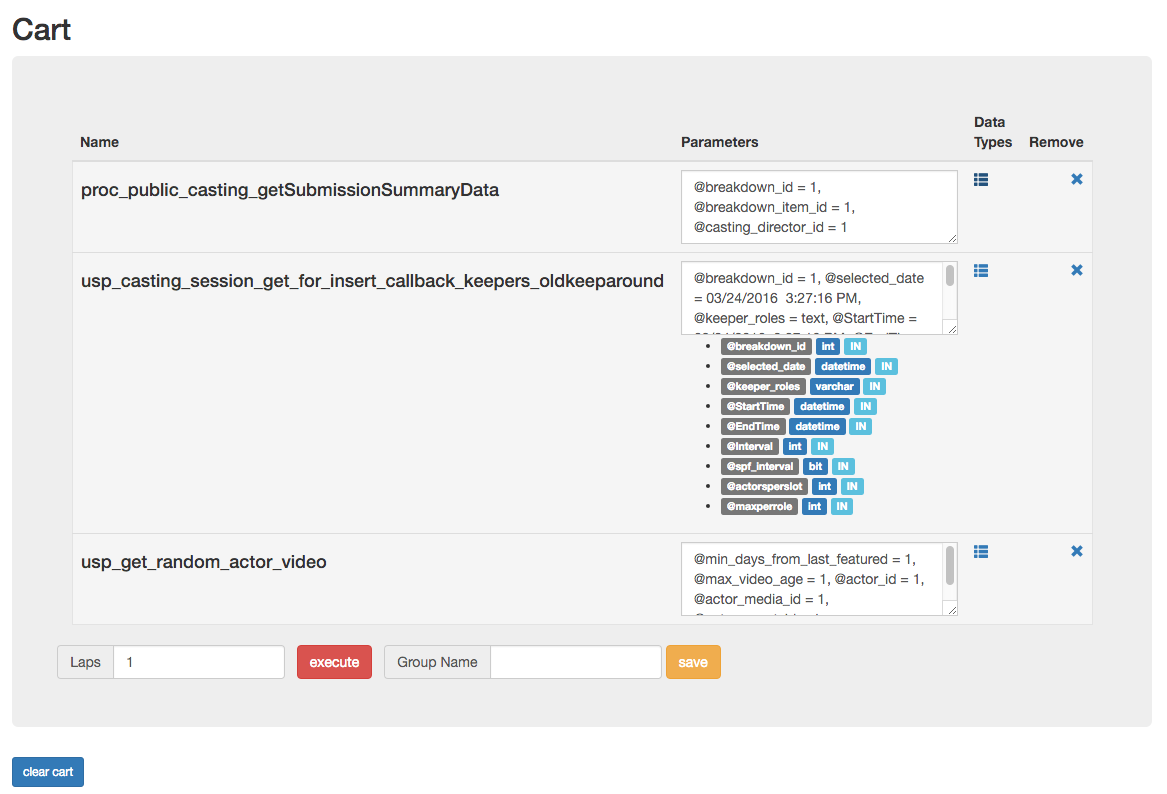 Cart
Name Parameters Data Types Remove
proc_public_casting_getSubmissionSummaryData
@breakdown_id = 1,
@breakdown_item_id = 1,
@casting_director_id = 1
usp_casting_session_get_for_insert_callback_keepers_oldkeeparound
@breakdown_id = 1, @selected_date
= 03/24/2016 3:27:16 PM,
@keeper_roles = text, @StartTime =
@breakdown_id int IN
@selected_date datetime IN
@keeper_roles varchar IN
@StartTime datetime IN
@EndTime datetime IN
@Interval int IN
@spf_interval bit IN
@actorsperslot int IN
@maxperrole int IN
usp_get_random_actor_video
@min_days_from_last_featured = 1,
@max_video_age = 1, @actor_id = 1,
@actor_media_id = 1,
Laps 1 execute Group Name save
clear cart